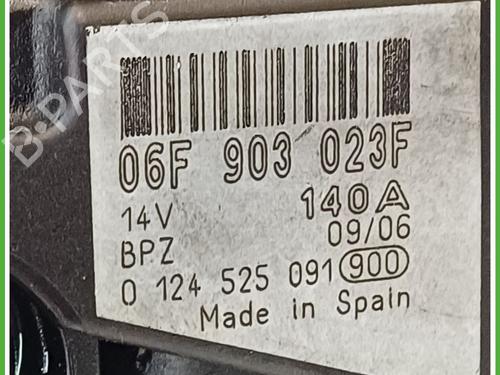 B-PARTS
06F 903 023F
14V 140A
BPZ 09/06
0 124 525 091 900
Made in Spain